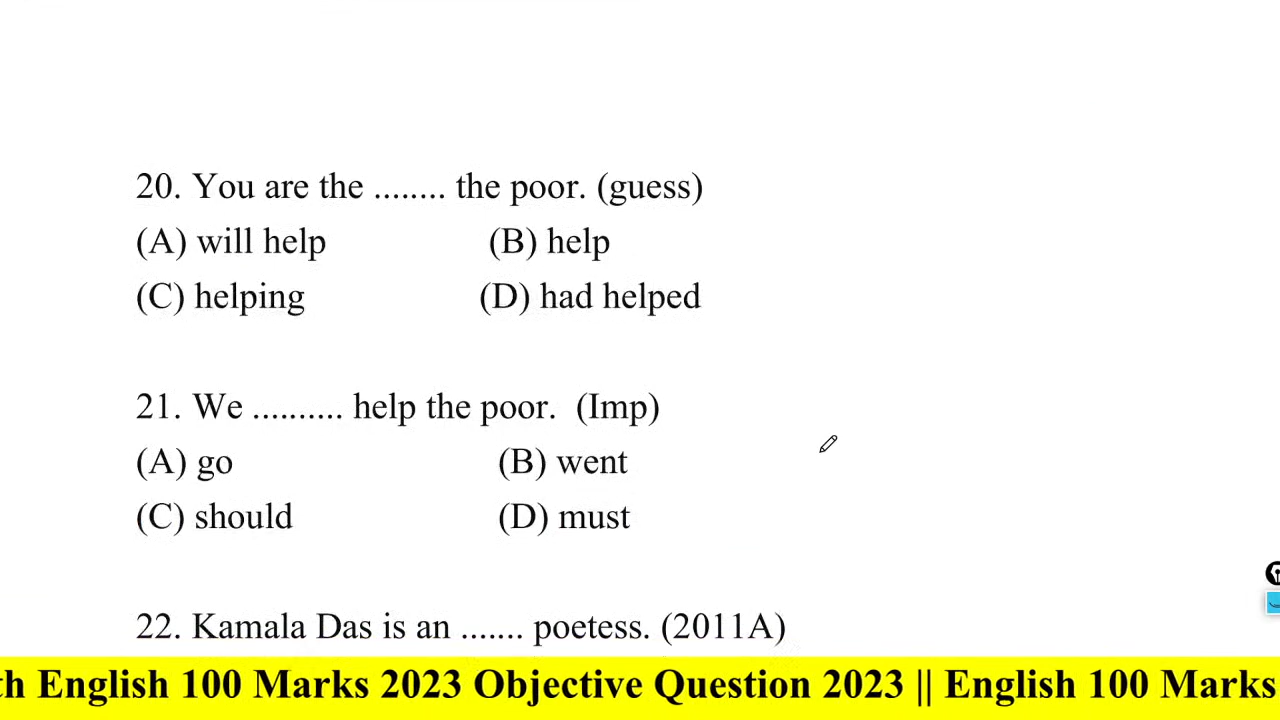 20. You are the ........ the poor. (guess)
(A) will help (B) help
(C) helping (D) had helped
21. We .......... help the poor. (Imp)
(A) go (B) went
(C) should (D) must
22. Kamala Das is an ....... poetess. (2011A)
th English 100 Marks 2023 Objective Question 2023 || English 100 Marks